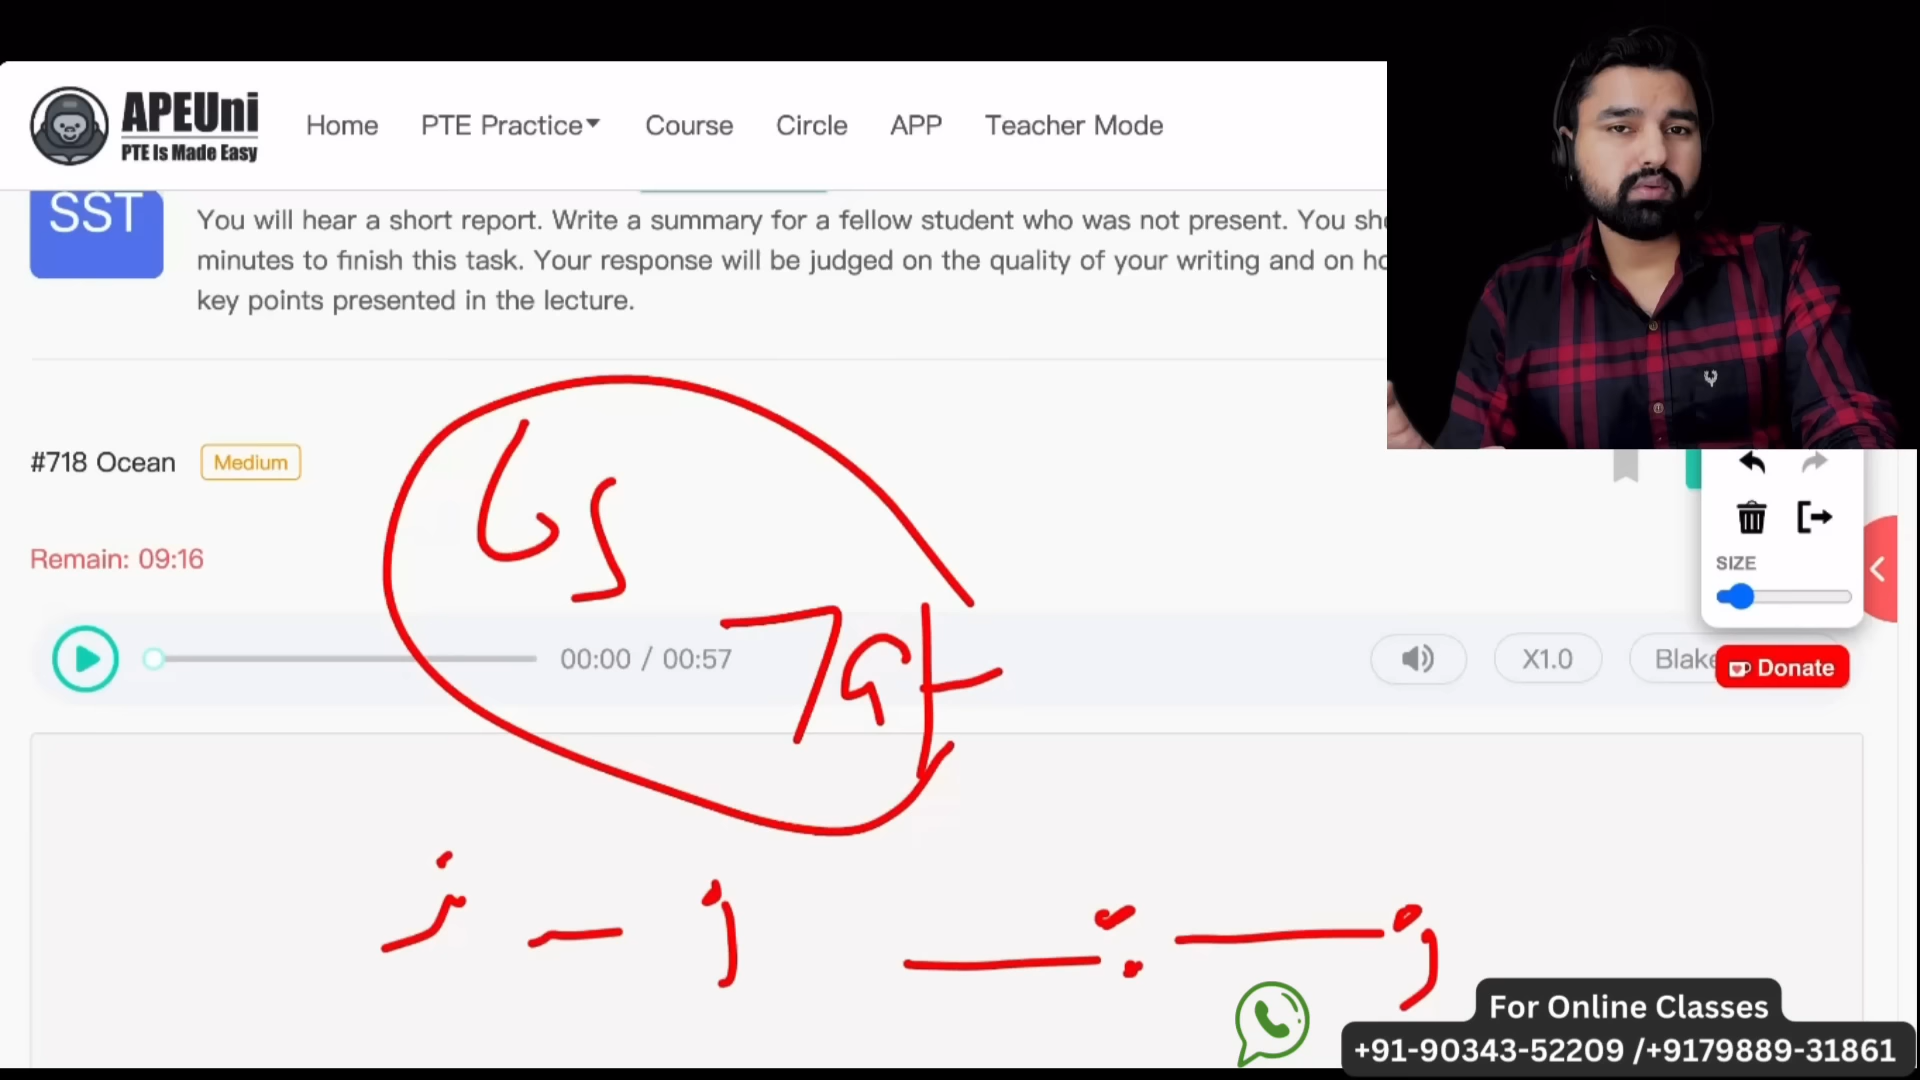 APEUni
PTE Is Made Easy
Home PTE Practice Course Circle APP Teacher Mode
SST
You will hear a short report. Write a summary for a fellow student who was not present. You
minutes to finish this task. Your response will be judged on the quality of your writing and on
key points presented in the lecture.
#718 Ocean Medium
Remain: 09:16
00:00 / 00:57
X1.0
Blake
SIZE
Donate
For Online Classes
+91-90343-52209 /+9179889-31861